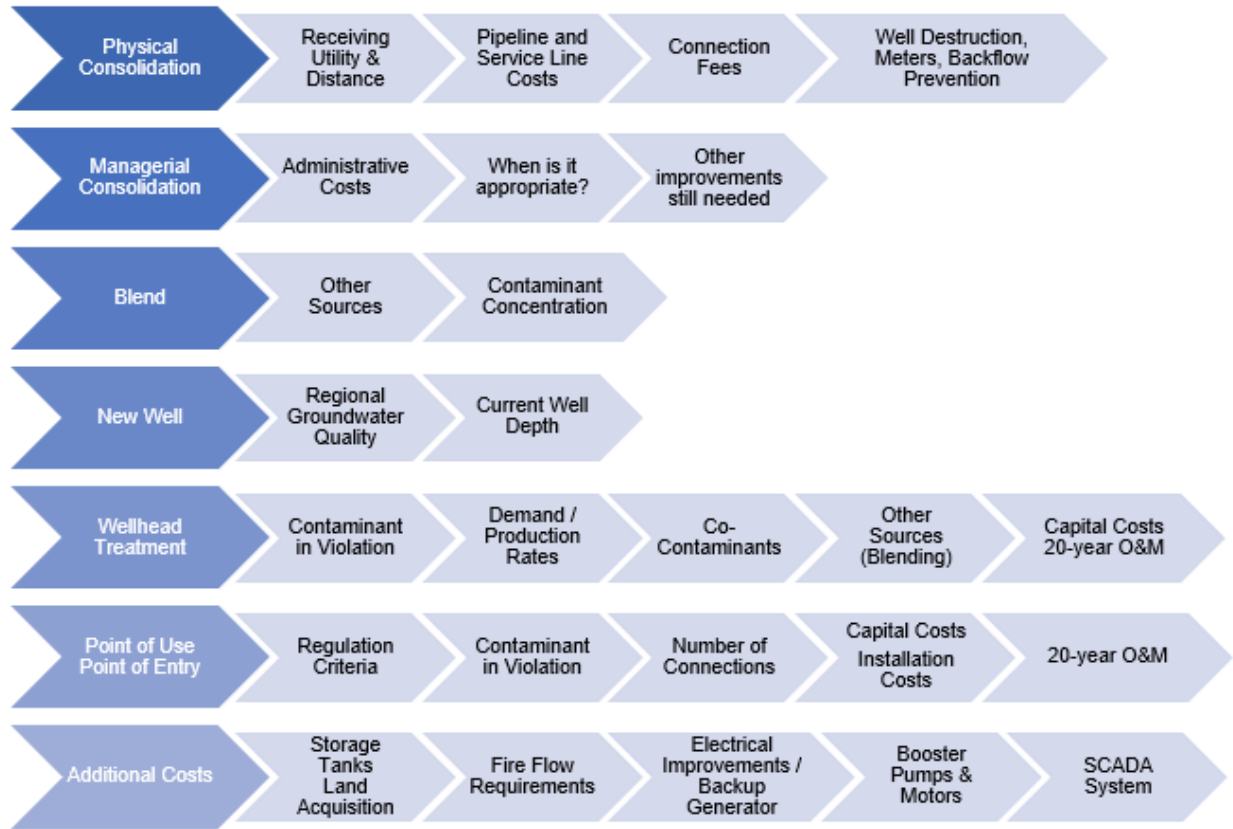 Physical
Consolidation
Receiving
Utility &
Distance
Pipeline and
Service Line
Costs
Connection
Fees
Well Destruction,
Meters, Backflow
Prevention
Managerial
Consolidation
Administrative
Costs
When is it
appropriate?
Other
improvements
still needed
Blend
Other
Sources
Contaminant
Concentration
New Well
Regional
Groundwater
Quality
Current Well
Depth
Wellhead
Treatment
Contaminant
in Violation
Demand /
Production
Rates
Co-
Contaminants
Other
Sources
(Blending)
Capital Costs
20-year O&M
Point of Use
Point of Entry
Regulation
Criteria
Contaminant
in Violation
Number of
Connections
Capital Costs
Installation
Costs
20-year O&M
Additional Costs
Storage
Tanks
Land
Acquisition
Fire Flow
Requirements
Electrical
Improvements /
Backup
Generator
Booster
Pumps &
Motors
SCADA
System